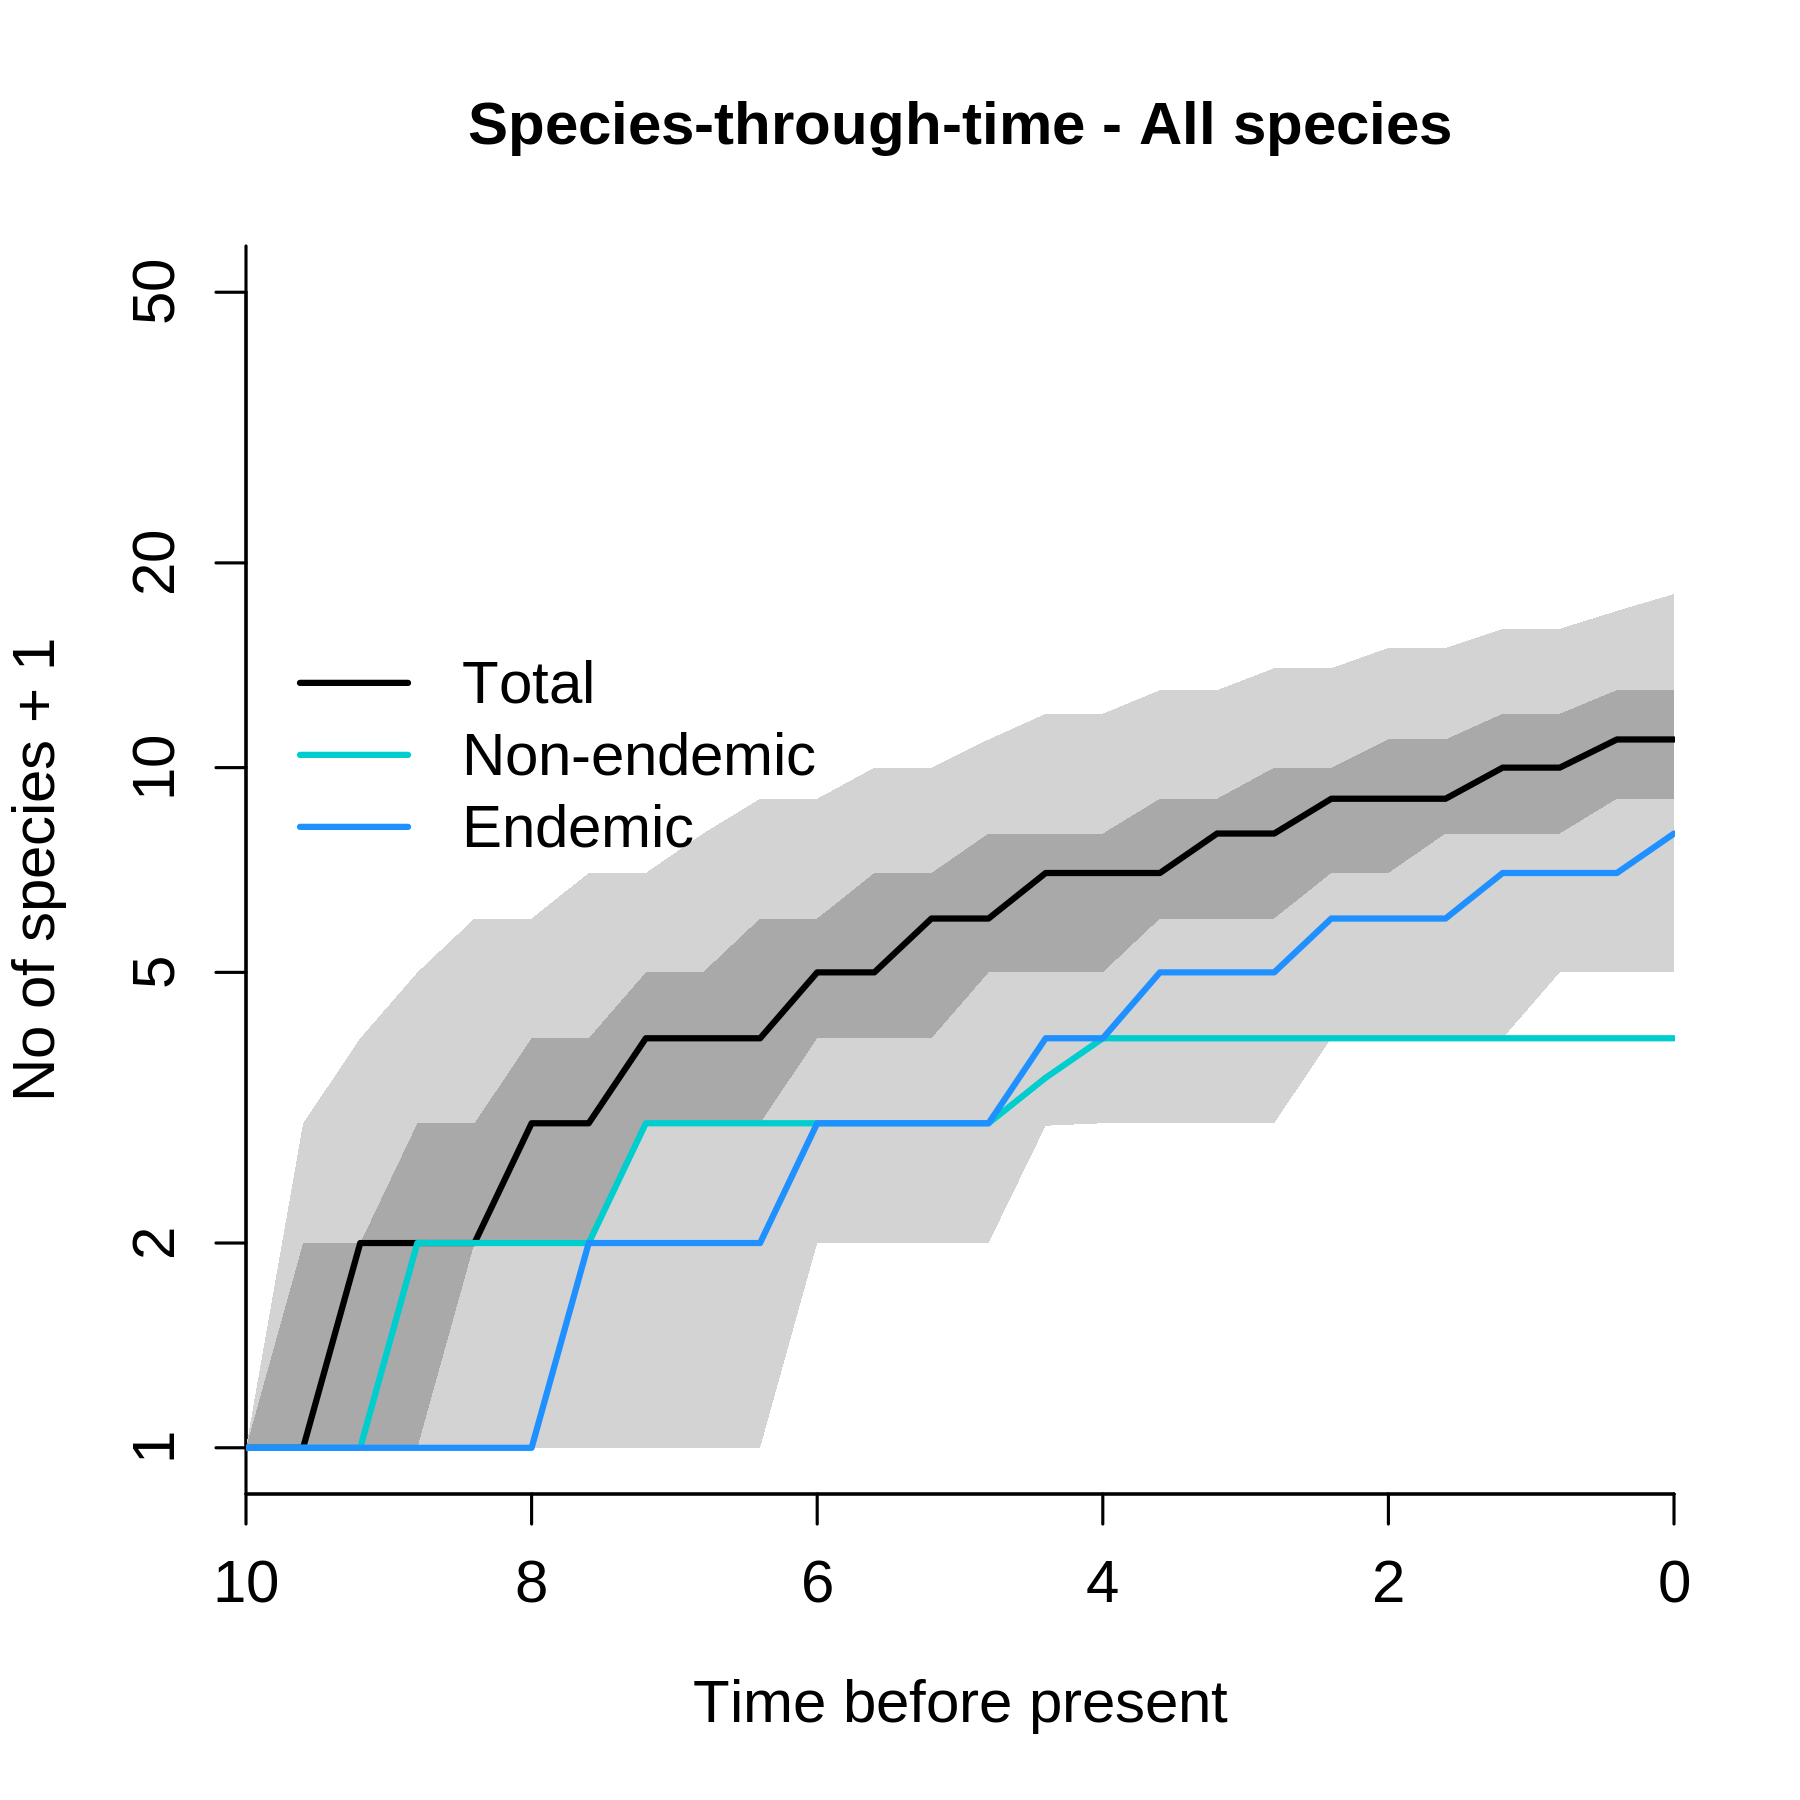 Species-through-time - All species
50
20
10
5
2
1
No of species + 1
Total
Non-endemic
Endemic
10 8 6 4 2 0
Time before present